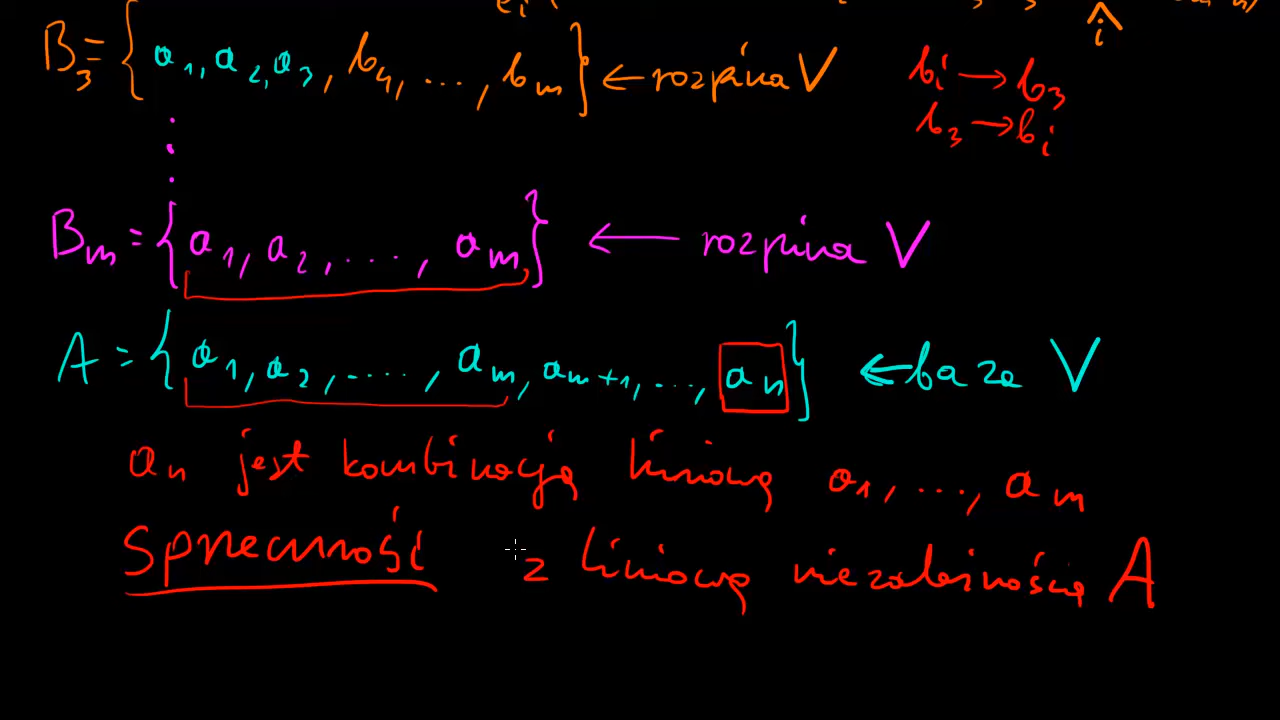 B₃ = {a₁, a₂, a₃, b₄, ..., bₘ} ← rozpina V
bᵢ → b₃
b₃ → bᵢ
Bₘ = {a₁, a₂, ..., aₘ} ← rozpina V
A = {a₁, a₂, ...., aₘ, aₘ₊₁, ..., aₙ} ← baza V
aₙ jest kombinacją liniową a₁, ..., aₘ
Sprzeczność z liniową niezależnością A